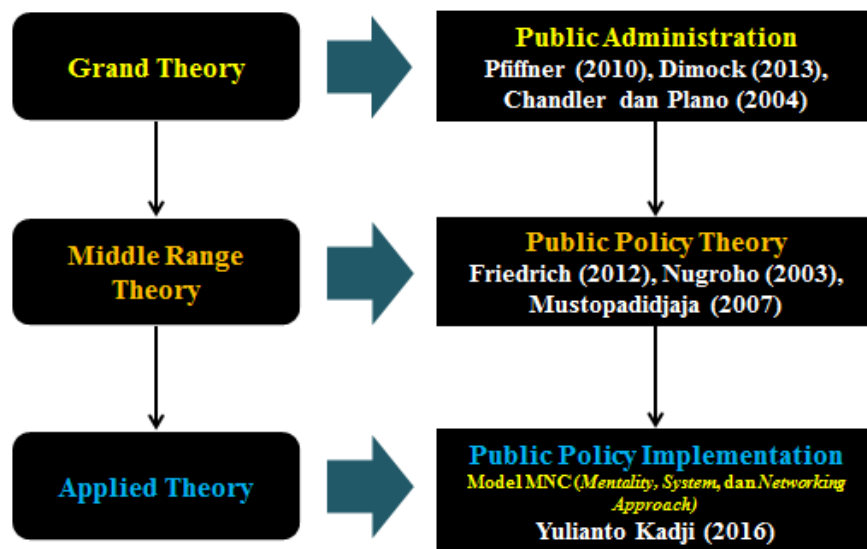 Grand Theory
Public Administration
Pfiffner (2010), Dimock (2013),
Chandler dan Plano (2004)
Middle Range
Theory
Public Policy Theory
Friedrich (2012), Nugroho (2003),
Mustopadidjaja (2007)
Applied Theory
Public Policy Implementation
Model MNC (Mentality, System, dan Networking
Approach)
Yulianto Kadji (2016)